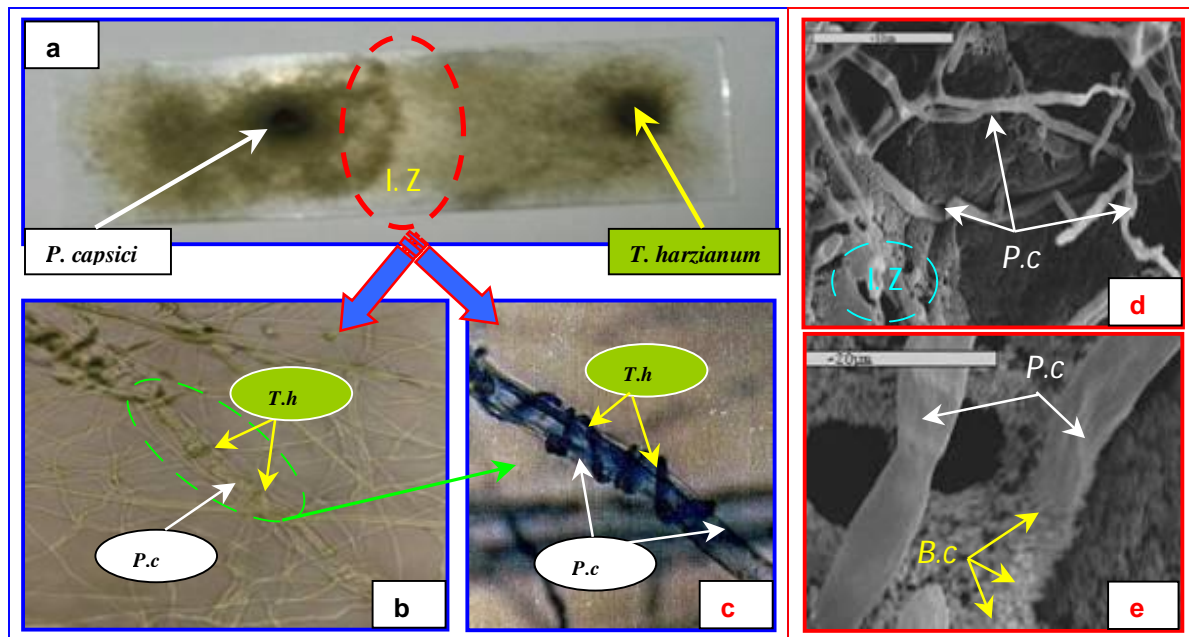 a
I. Z
P. capsici
T. harzianum
T.h
P.c
b
T.h
P.c
c
P.c
I. Z
d
P.c
B.c
e